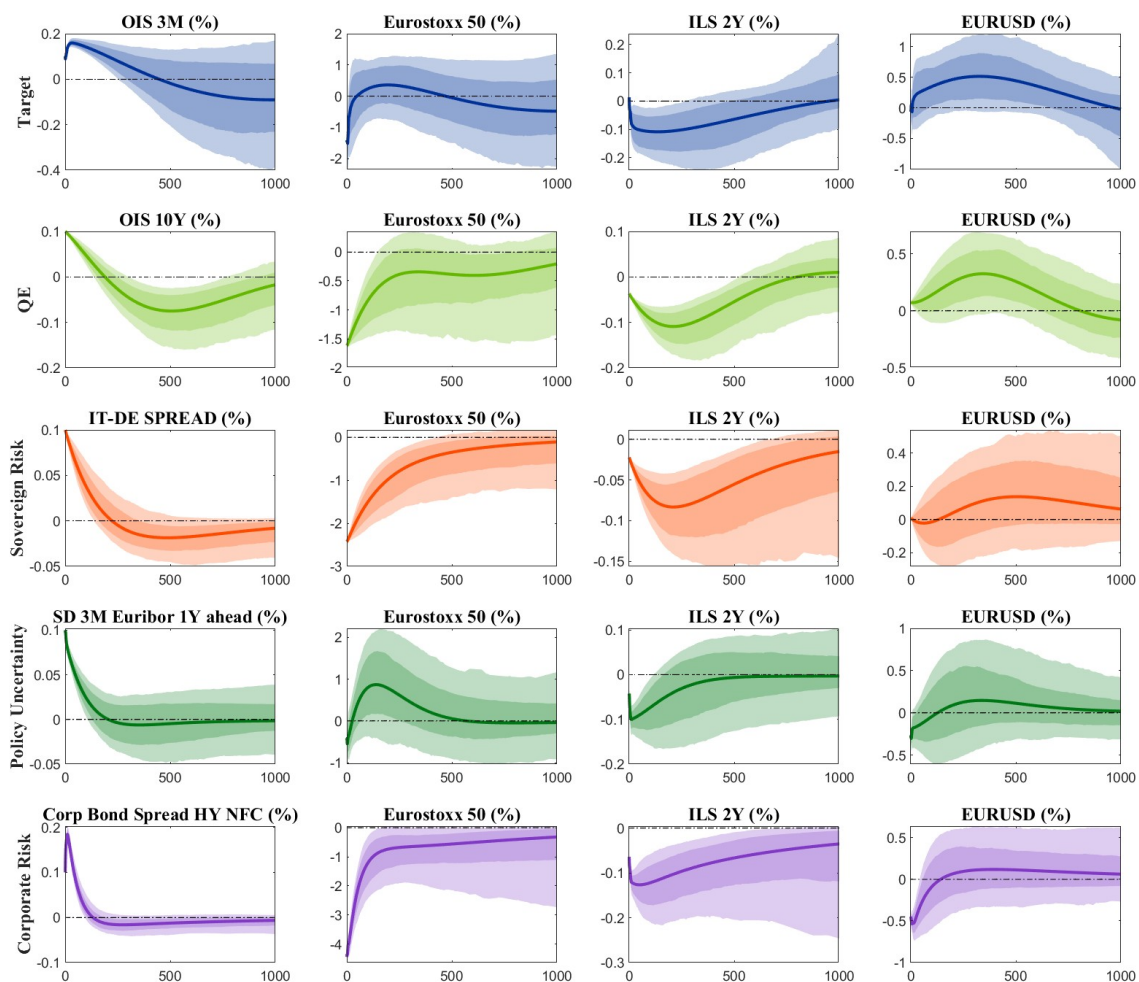 OIS 3M (%) Eurostoxx 50 (%) ILS 2Y (%) EURUSD (%)
Target
0.2 0 -0.2 0.4
0 500 1000
2 1 0 -1 -2
0 500 1000
0.2 0.1 0 -0.1 -0.2
0 500 1000
1 0.5 0 -0.5 -1
0 500 1000
OIS 10Y (%) Eurostoxx 50 (%) ILS 2Y (%) EURUSD (%)
QE
0.1 0 -0.1 -0.2
0 500 1000
0 -0.5 -1 -1.5 -2
0 500 1000
0.1 0 -0.1 -0.2
0 500 1000
0.5 0 -0.5
0 500 1000
IT-DE SPREAD (%) Eurostoxx 50 (%) ILS 2Y (%) EURUSD (%)
Sovereign Risk
0.1 0.05 0 -0.05
0 500 1000
0 -1 -2 -3
0 500 1000
0 -0.05 -0.1 -0.15
0 500 1000
0.4 0.2 0 -0.2
0 500 1000
SD 3M Euribor 1Y ahead (%) Eurostoxx 50 (%) ILS 2Y (%) EURUSD (%)
Policy Uncertainty
0.1 0.05 0 0.05
0 500 1000
2 1 0 -1
0 500 1000
0.1 0 -0.1 -0.2
0 500 1000
1 0.5 0 -0.5
0 500 1000
Corp Bond Spread HY NFC (%) Eurostoxx 50 (%) ILS 2Y (%) EURUSD (%)
Corporate Risk
0.2 0.1 0 -0.1
0 500 1000
0 -1 -2 -3 -4
0 500 1000
0 -0.1 -0.2 -0.3
0 500 1000
0.5 0 -0.5 -1
0 500 1000